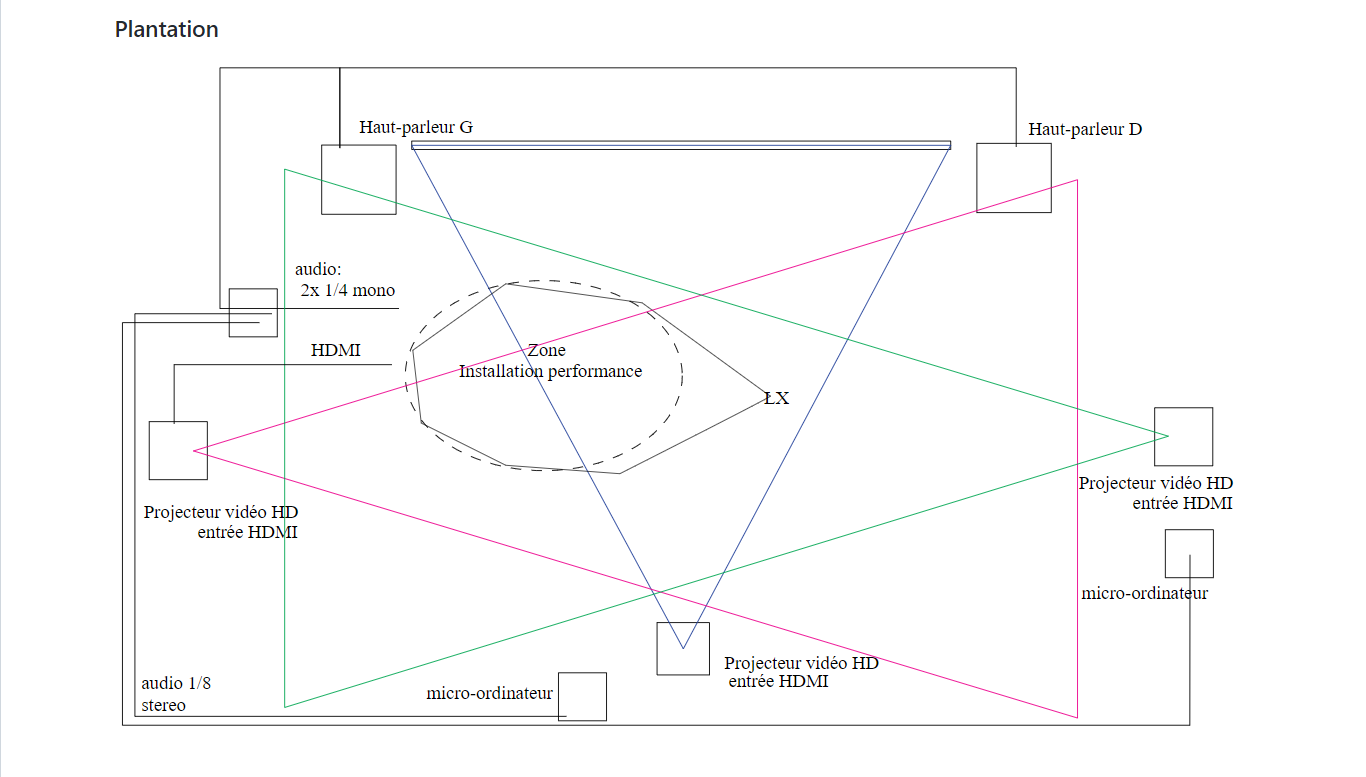 Plantation
Haut-parleur G
Haut-parleur D
audio:
2x 1/4 mono
HDMI
Zone
Installation performance
LX
Projecteur vidéo HD
entrée HDMI
Projecteur vidéo HD
entrée HDMI
micro-ordinateur
Projecteur vidéo HD
entrée HDMI
audio 1/8
stereo
micro-ordinateur